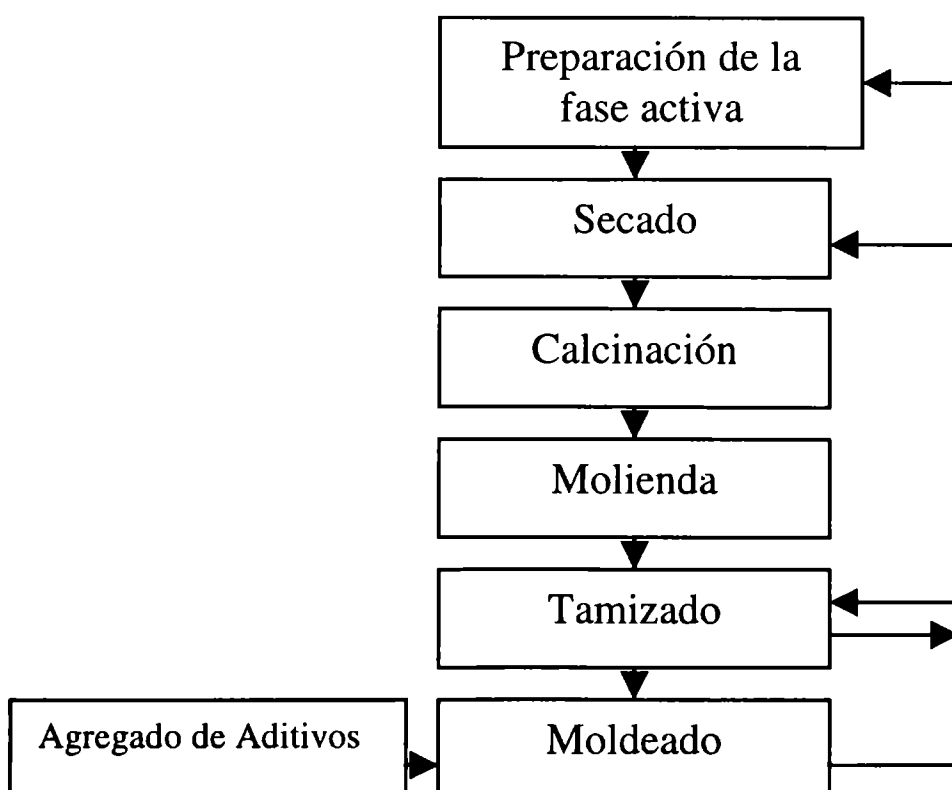 Preparación de la
fase activa
Secado
Calcinación
Molienda
Tamizado
Agregado de Aditivos
Moldeado